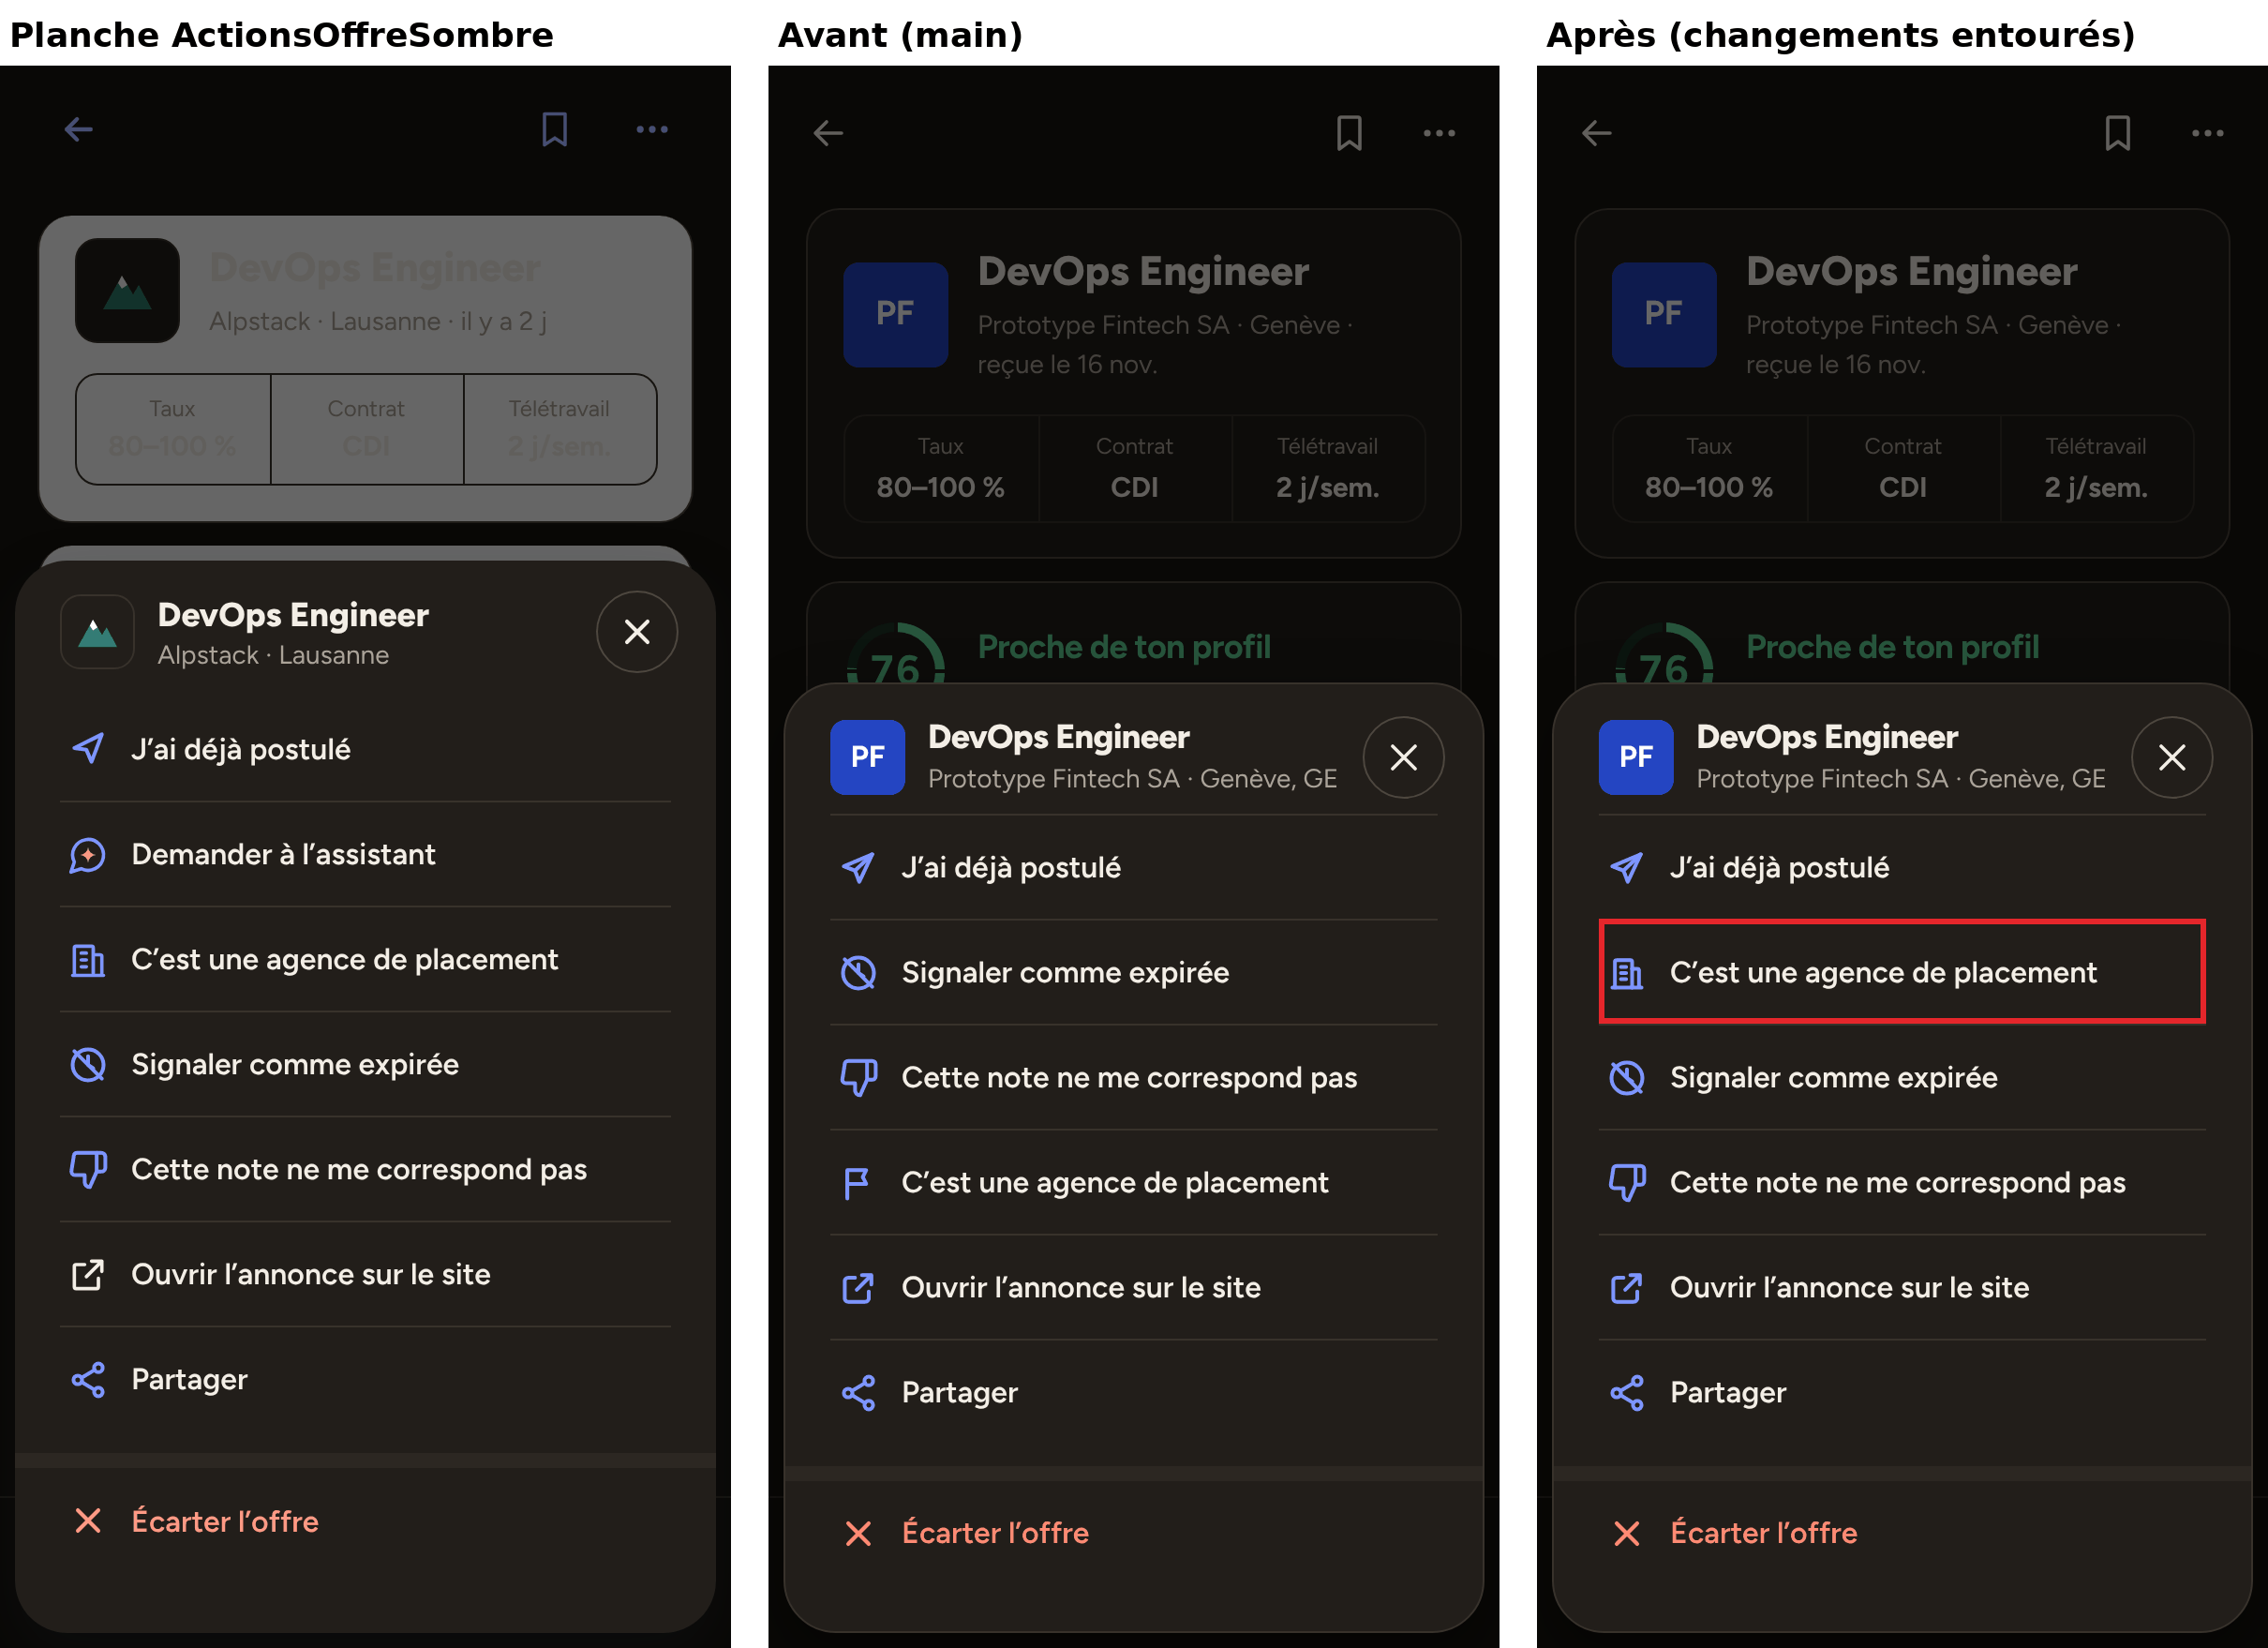 Planche ActionsOffreSombre
DevOps Engineer
Alpstack · Lausanne · il y a 2 j
Taux
Contrat
Télétravail
80–100 %
CDI
2 j/sem.
DevOps Engineer
Alpstack · Lausanne
J’ai déjà postulé
Demander à l’assistant
C’est une agence de placement
Signaler comme expirée
Cette note ne me correspond pas
Ouvrir l’annonce sur le site
Partager
Écarter l’offre
Avant (main)
PF
DevOps Engineer
Prototype Fintech SA · Genève ·
reçue le 16 nov.
Taux
Contrat
Télétravail
80–100 %
CDI
2 j/sem.
76
Proche de ton profil
PF
DevOps Engineer
Prototype Fintech SA · Genève, GE
J’ai déjà postulé
Signaler comme expirée
Cette note ne me correspond pas
C’est une agence de placement
Ouvrir l’annonce sur le site
Partager
Écarter l’offre
Après (changements entourés)
PF
DevOps Engineer
Prototype Fintech SA · Genève ·
reçue le 16 nov.
Taux
Contrat
Télétravail
80–100 %
CDI
2 j/sem.
76
Proche de ton profil
PF
DevOps Engineer
Prototype Fintech SA · Genève, GE
J’ai déjà postulé
C’est une agence de placement
Signaler comme expirée
Cette note ne me correspond pas
Ouvrir l’annonce sur le site
Partager
Écarter l’offre